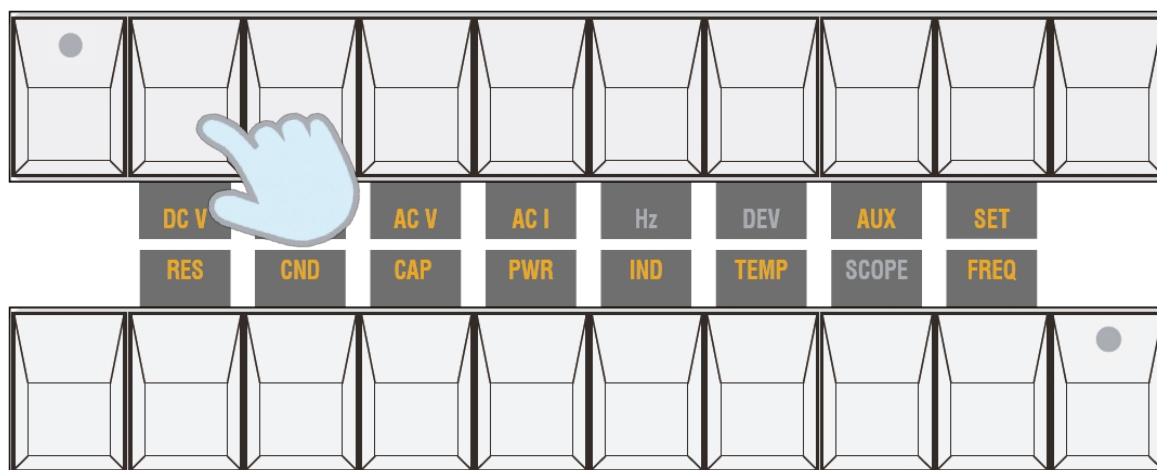 DC V AC V AC I Hz DEV AUX SET
RES CND CAP PWR IND TEMP SCOPE FREQ